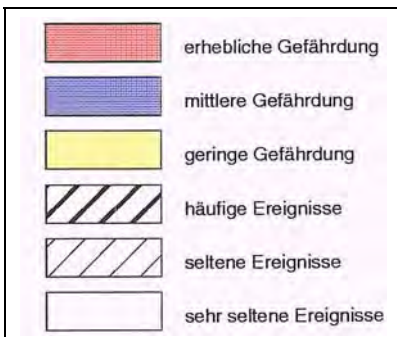 erhebliche Gefährdung
mittlere Gefährdung
geringe Gefährdung
häufige Ereignisse
seltene Ereignisse
sehr seltene Ereignisse